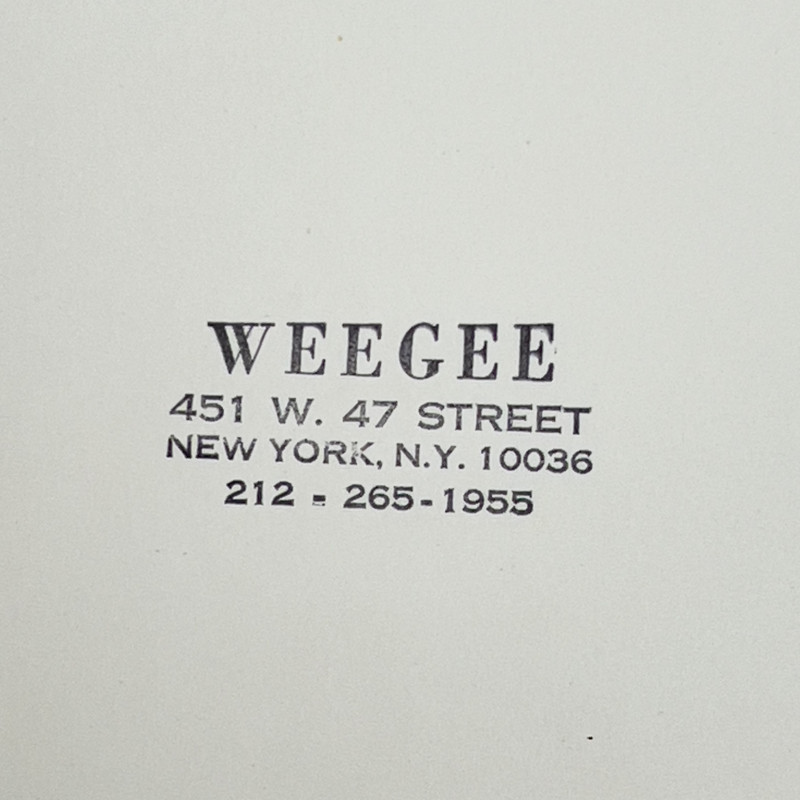 WEEGEE
451 W. 47 STREET
NEW YORK, N.Y. 10036
212 - 265-1955